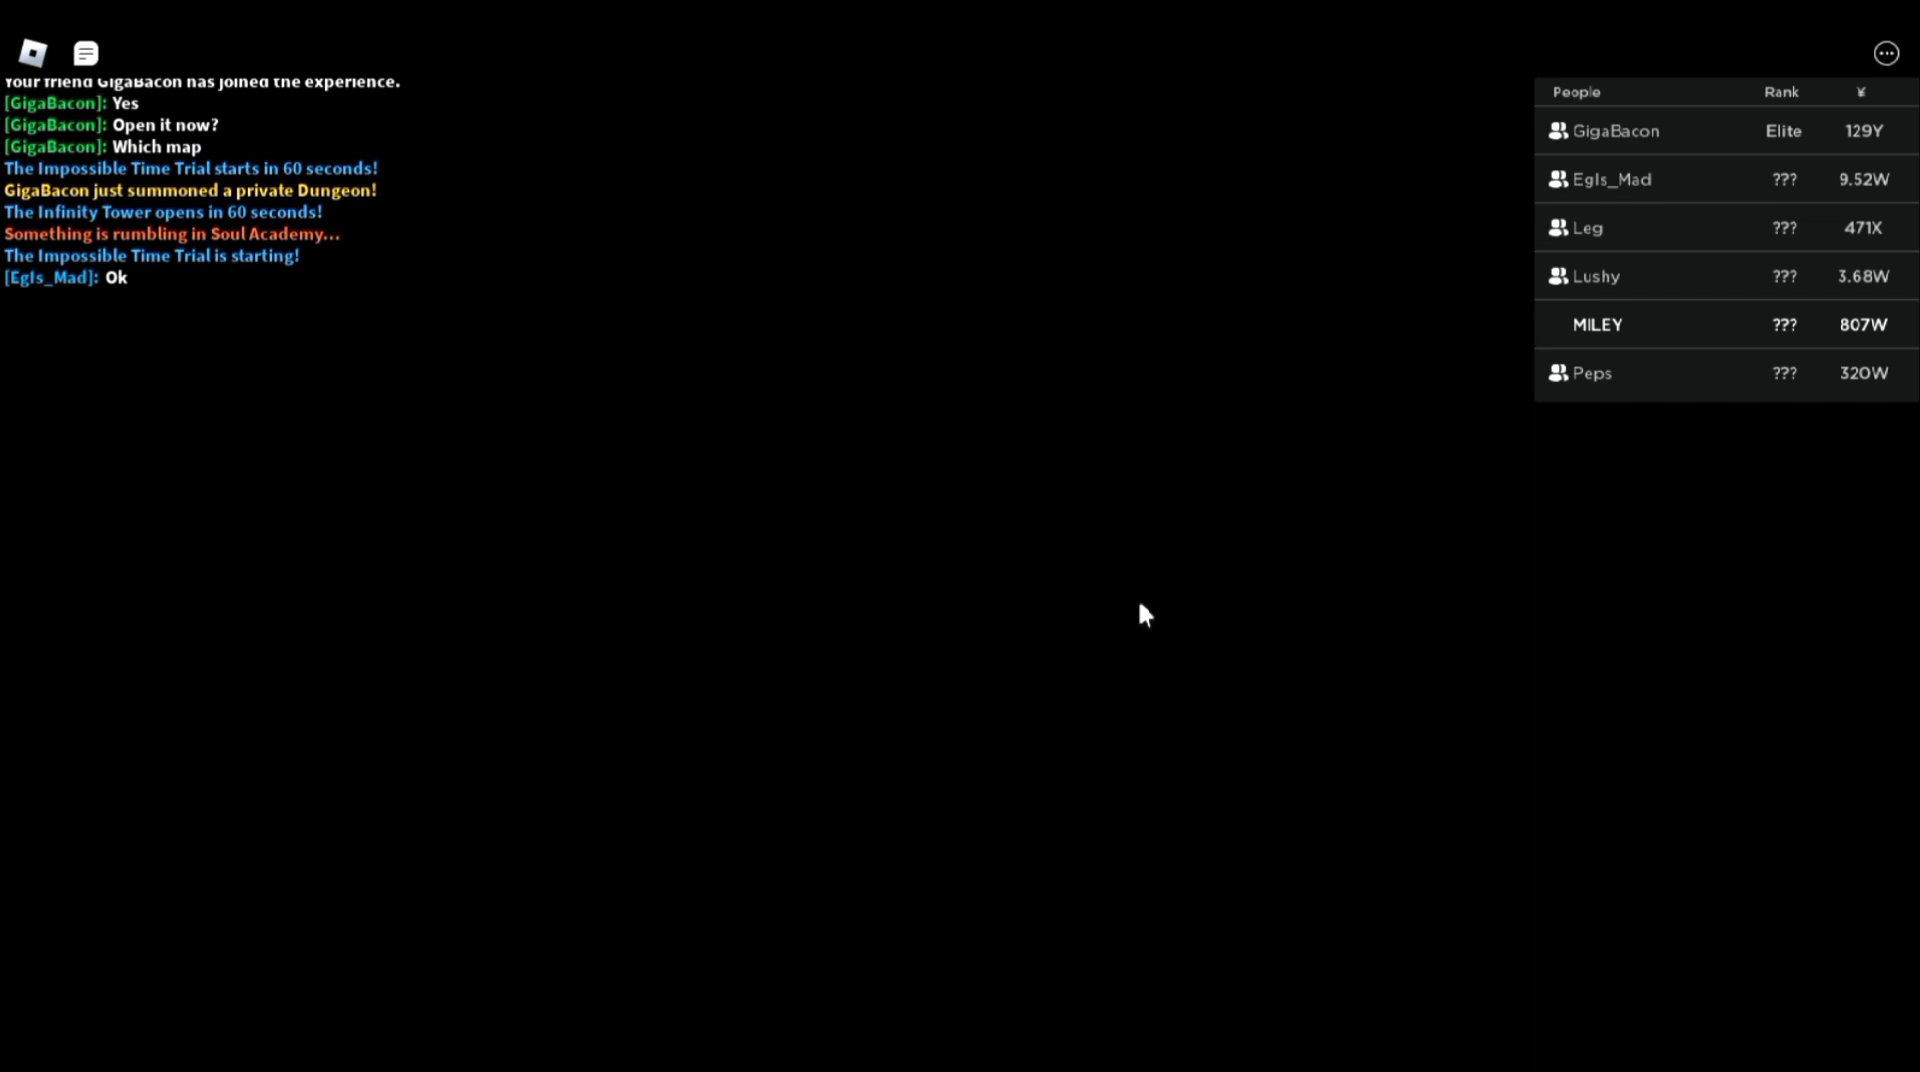 Your friend GigaBacon has joined the experience.
[GigaBacon]: Yes
[GigaBacon]: Open it now?
[GigaBacon]: Which map
The Impossible Time Trial starts in 60 seconds!
GigaBacon just summoned a private Dungeon!
The Infinity Tower opens in 60 seconds!
Something is rumbling in Soul Academy...
The Impossible Time Trial is starting!
[EgIs_Mad]: Ok
People Rank ¥
GigaBacon Elite 129Y
EgIs_Mad ??? 9.52W
Leg ??? 471X
Lushy ??? 3.68W
MILEY ??? 807W
Peps ??? 320W